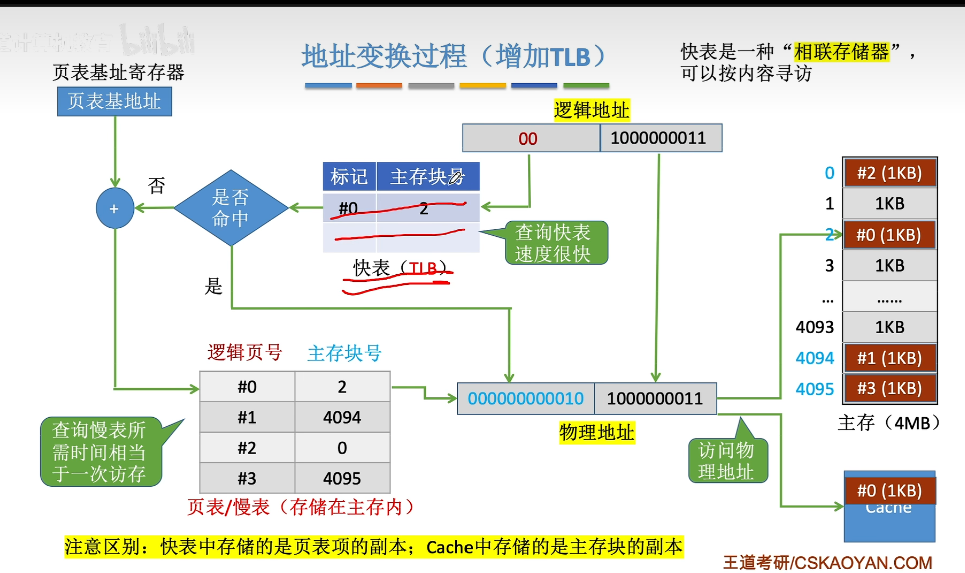 bilibili
地址变换过程（增加TLB）
快表是一种“相联存储器”，
可以按内容寻访
页表基址寄存器
页表基地址
逻辑地址
00 1000000011
标记 主存块号
#0 2
快表（TLB）
查询快表
速度很快
+
否
是否
命中
是
0 #2 (1KB)
1 1KB
2 #0 (1KB)
3 1KB
... ……
4093 1KB
4094 #1 (1KB)
4095 #3 (1KB)
主存（4MB）
逻辑页号 主存块号
#0 2
#1 4094
#2 0
#3 4095
页表/慢表（存储在主存内）
查询慢表所
需时间相当
于一次访存
000000000010 1000000011
物理地址
访问物
理地址
#0 (1KB)
Cache
注意区别：快表中存储的是页表项的副本；Cache中存储的是主存块的副本
王道考研/CSKAOYAN.COM